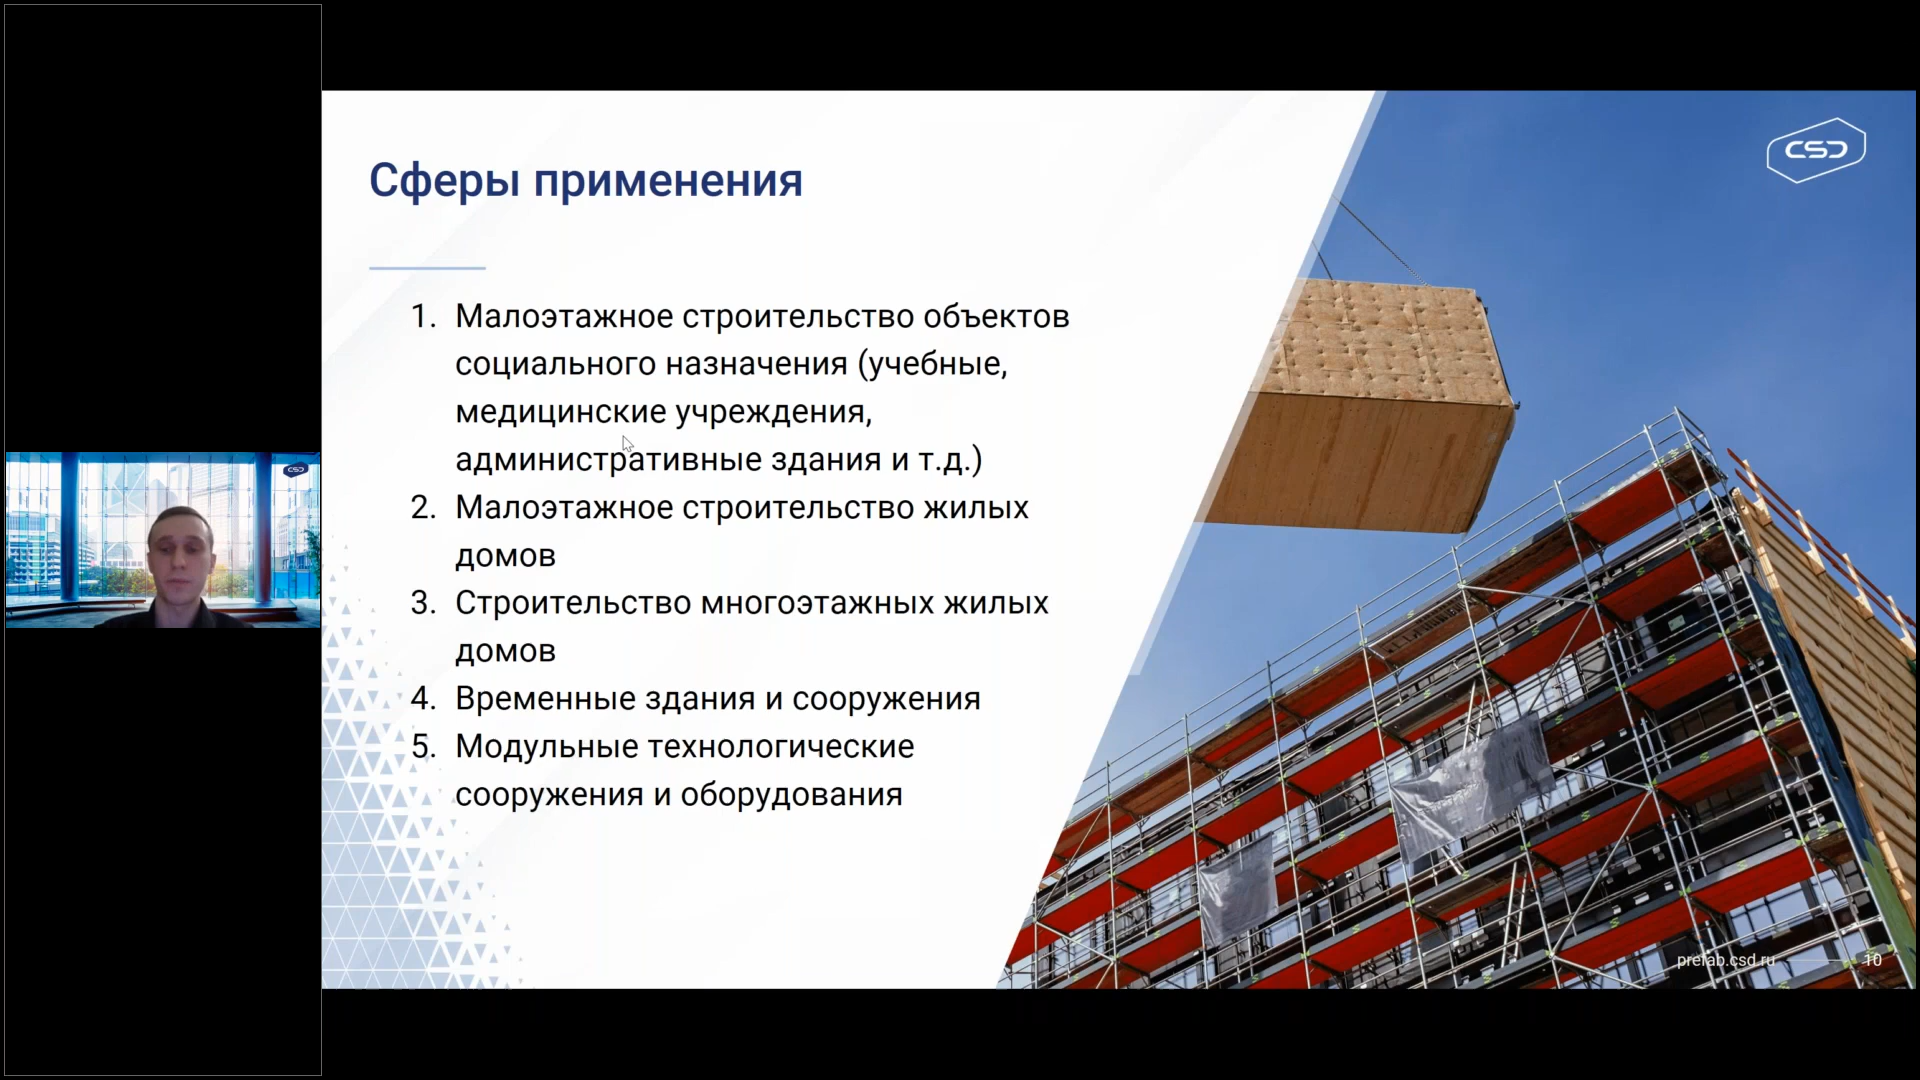 CSD
Сферы применения
1. Малоэтажное строительство объектов
социального назначения (учебные,
медицинские учреждения,
административные здания и т.д.)
2. Малоэтажное строительство жилых
домов
3. Строительство многоэтажных жилых
домов
4. Временные здания и сооружения
5. Модульные технологические
сооружения и оборудования
CSD
prefab.csd.ru 10